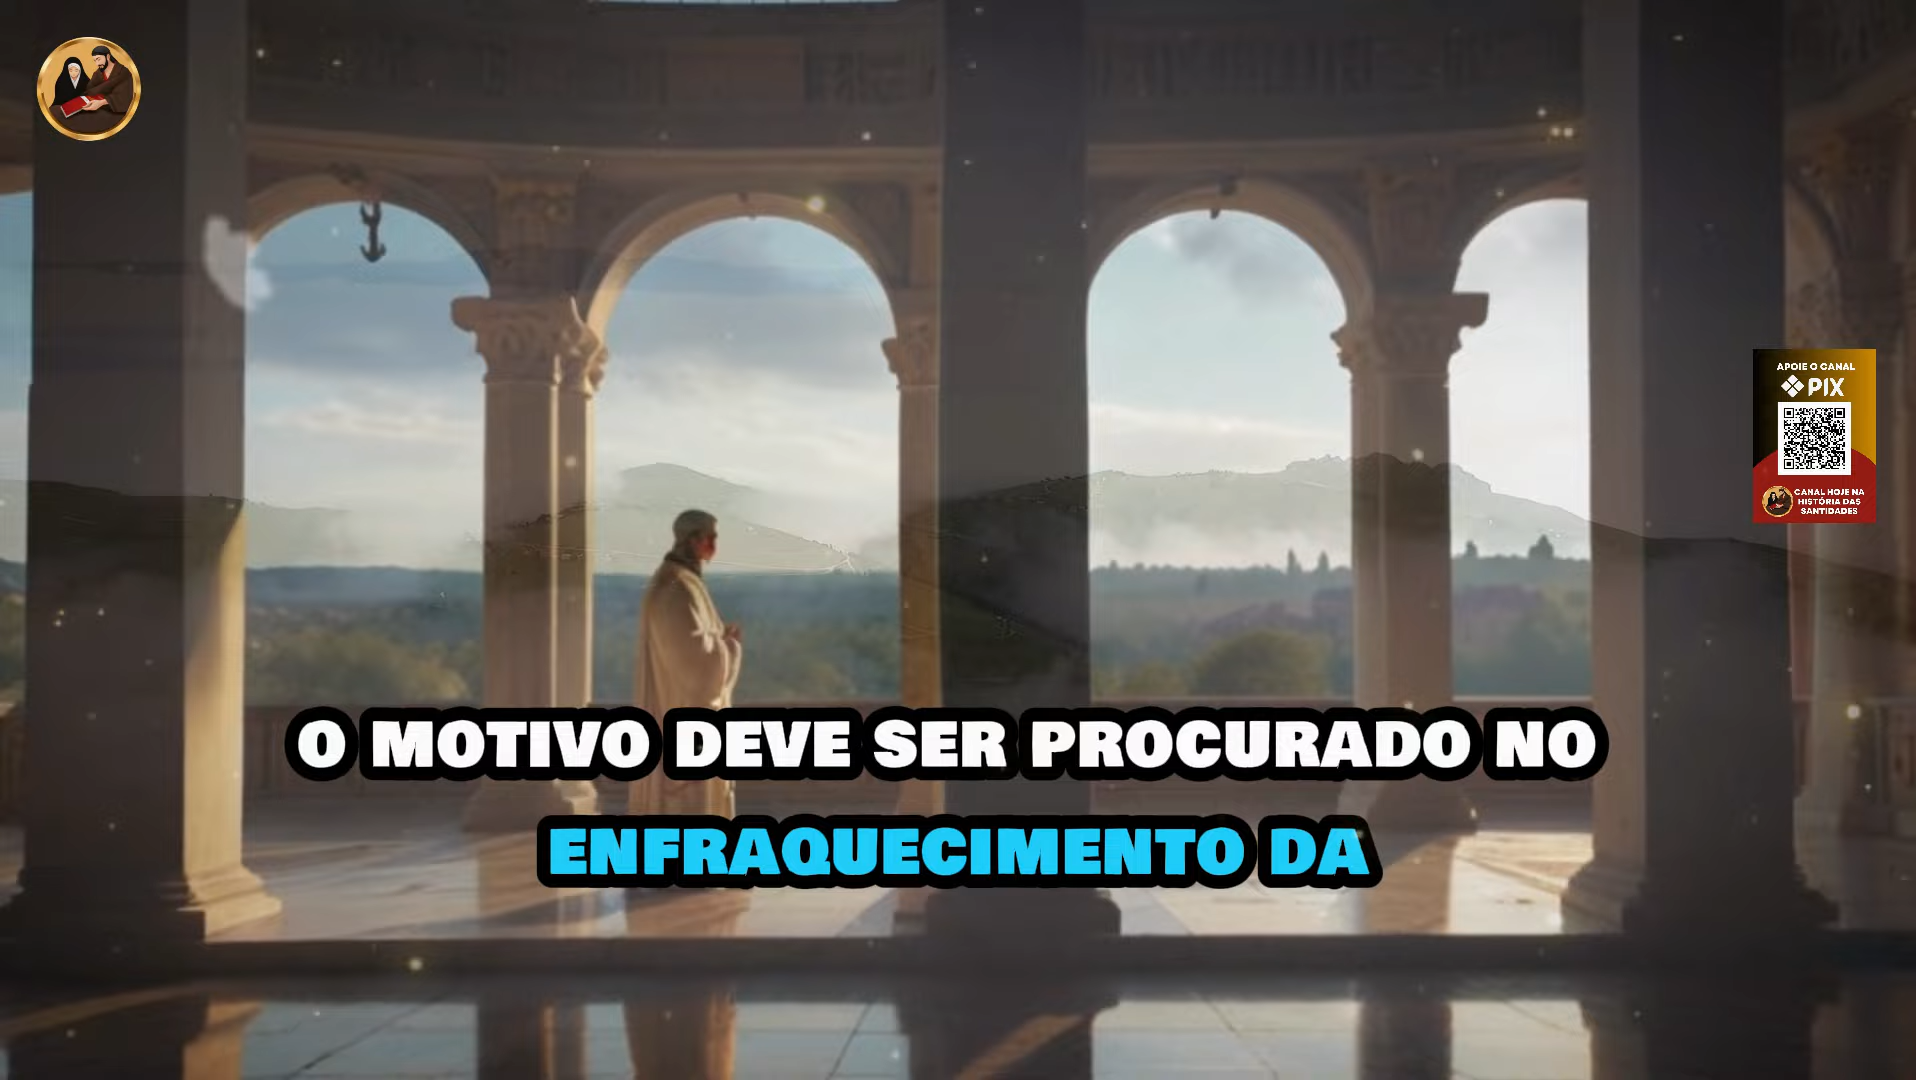 APOIE O CANAL
PIX
CANAL HOJE NA
HISTÓRIA DAS
SANTIDADES
O MOTIVO DEVE SER PROCURADO NO
ENFRAQUECIMENTO DA